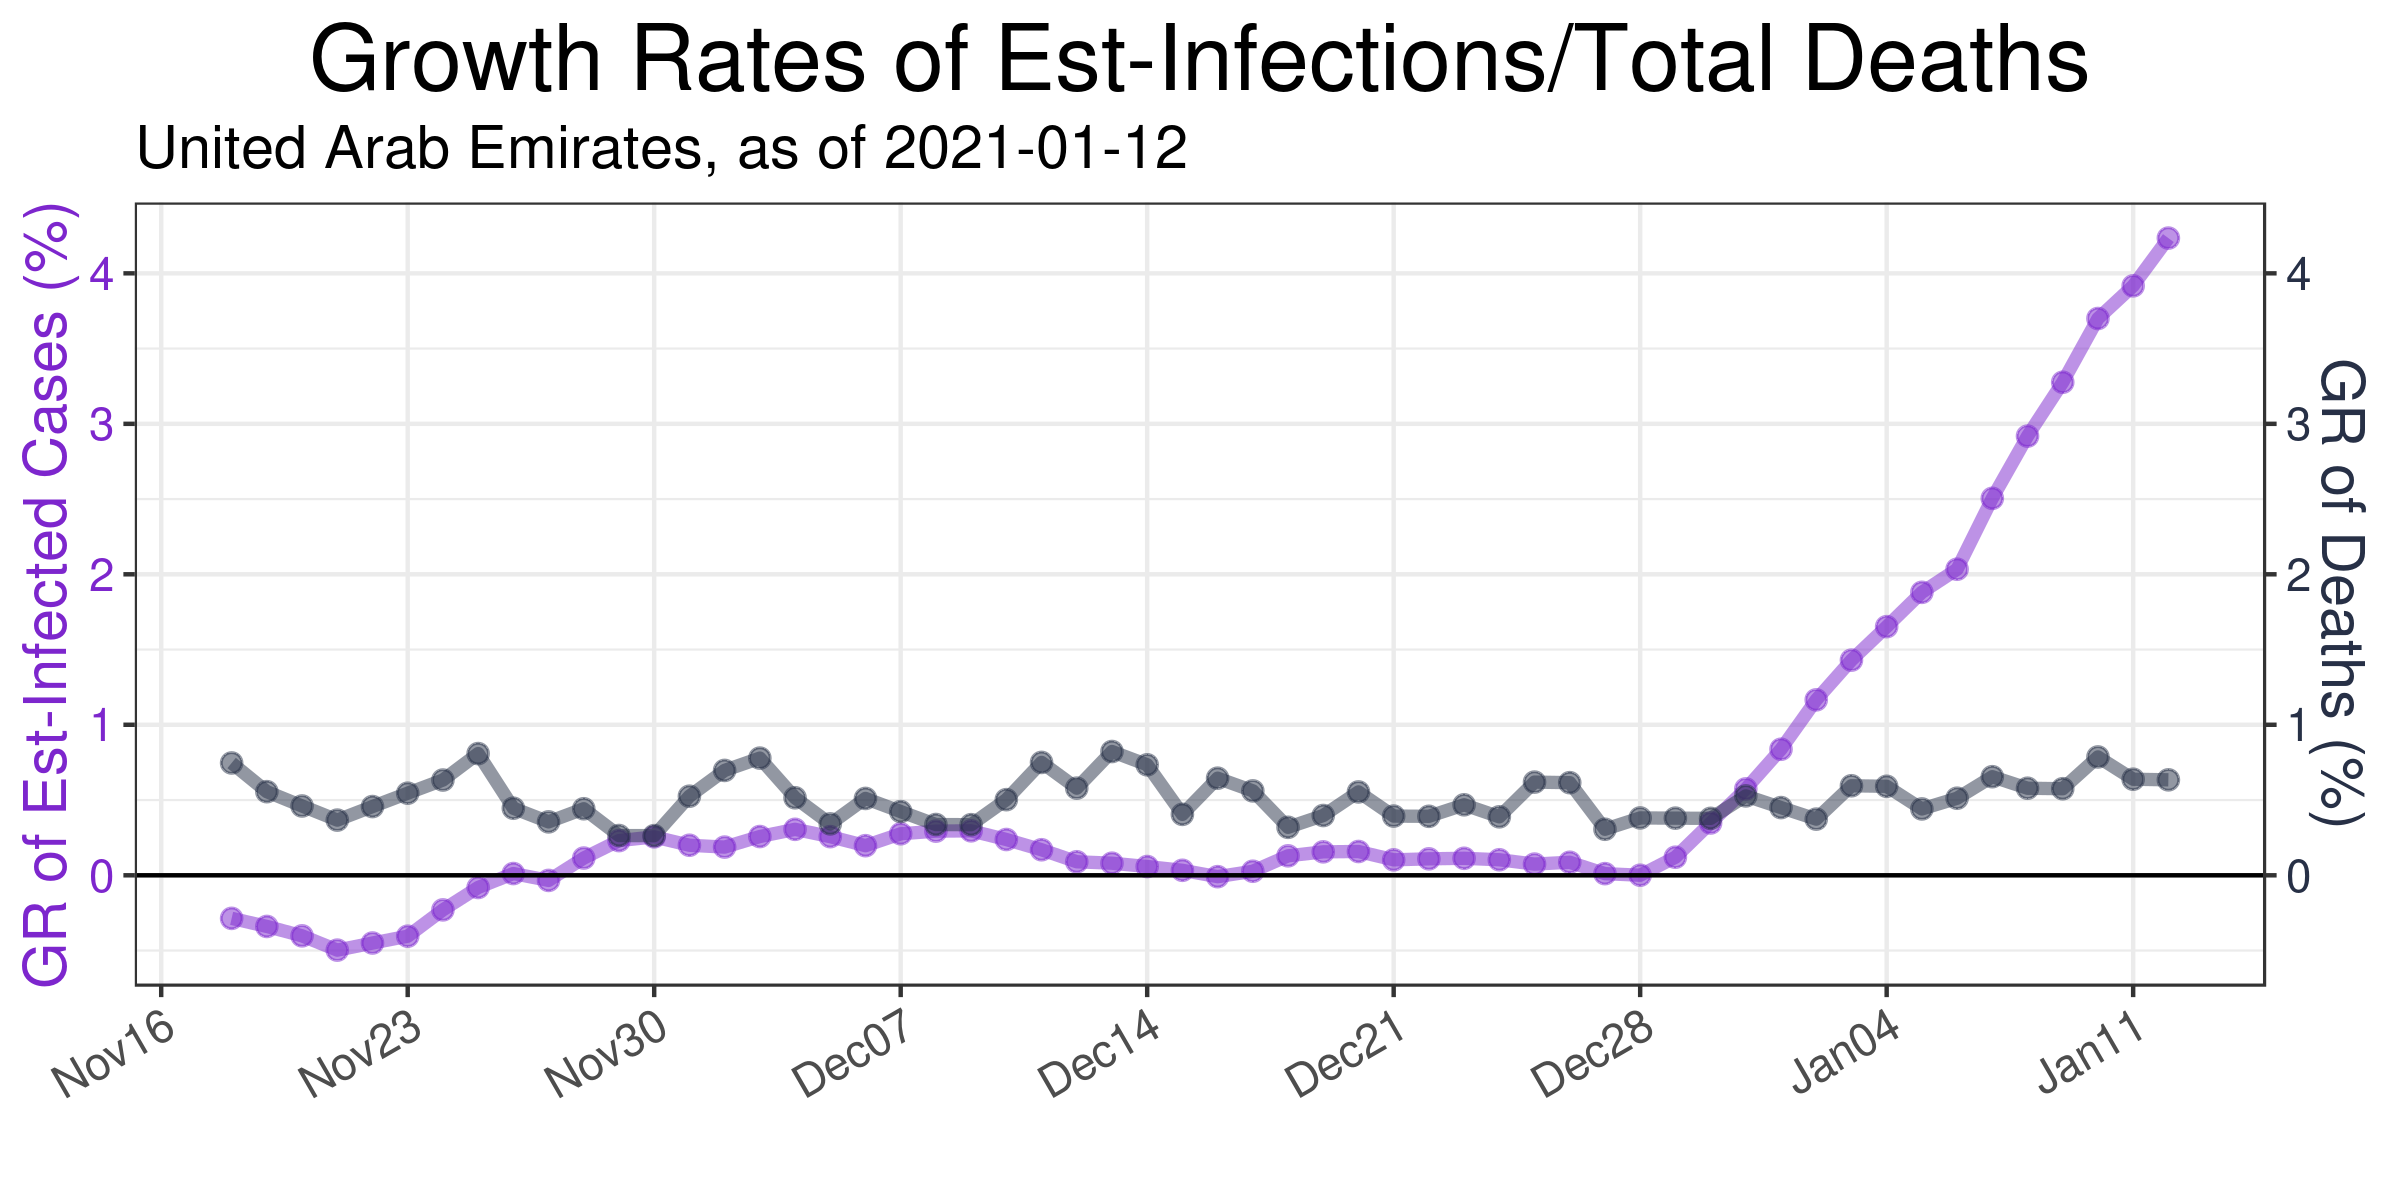 Growth Rates of Est-Infections/Total Deaths
United Arab Emirates, as of 2021-01-12
GR of Est-Infected Cases (%)
4
3
2
1
0
4
3
2
1
0
GR of Deaths (%)
Nov16
Nov23
Nov30
Dec07
Dec14
Dec21
Dec28
Jan04
Jan11